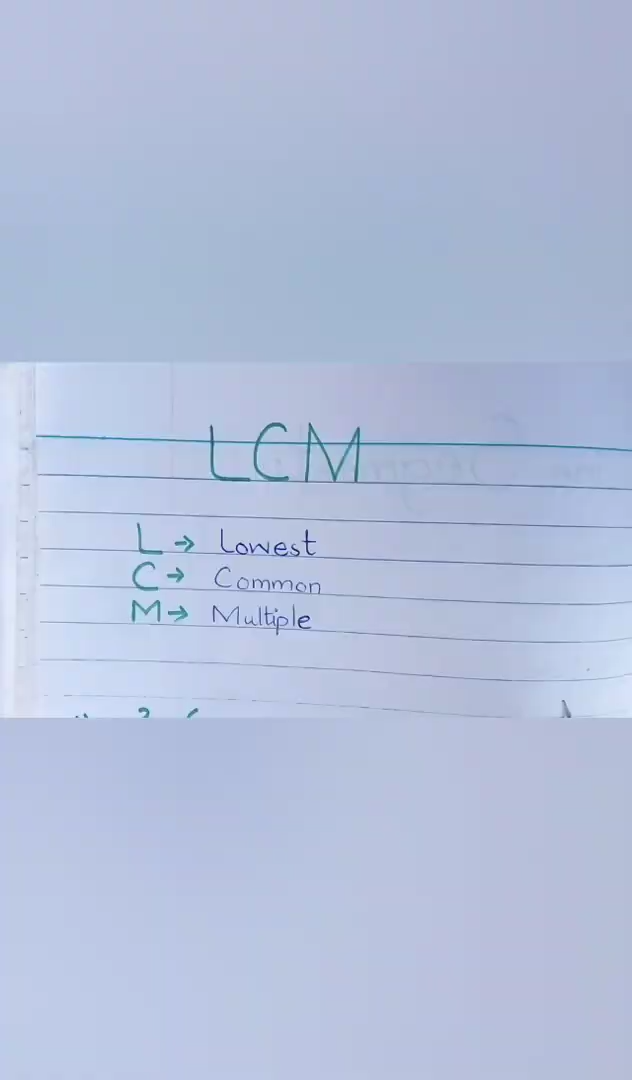 LCM
L → Lowest
C → Common
M → Multiple